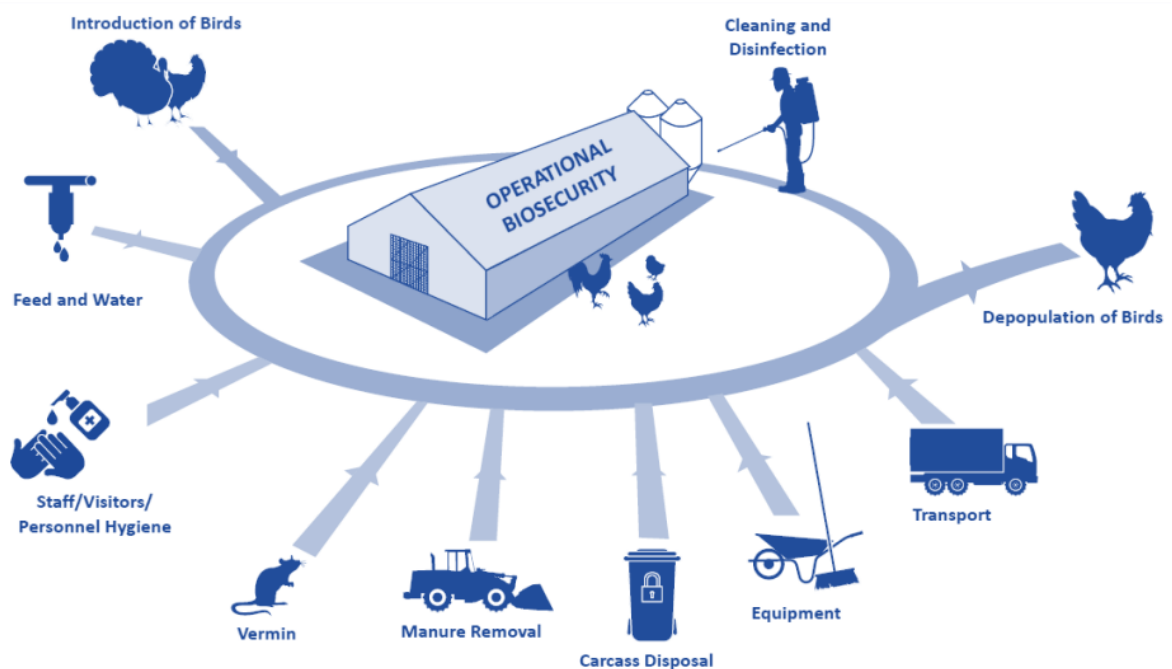 Introduction of Birds
Cleaning and
Disinfection
OPERATIONAL
BIOSECURITY
Feed and Water
Depopulation of Birds
Staff/Visitors/
Personnel Hygiene
Transport
Vermin
Manure Removal
Carcass Disposal
Equipment